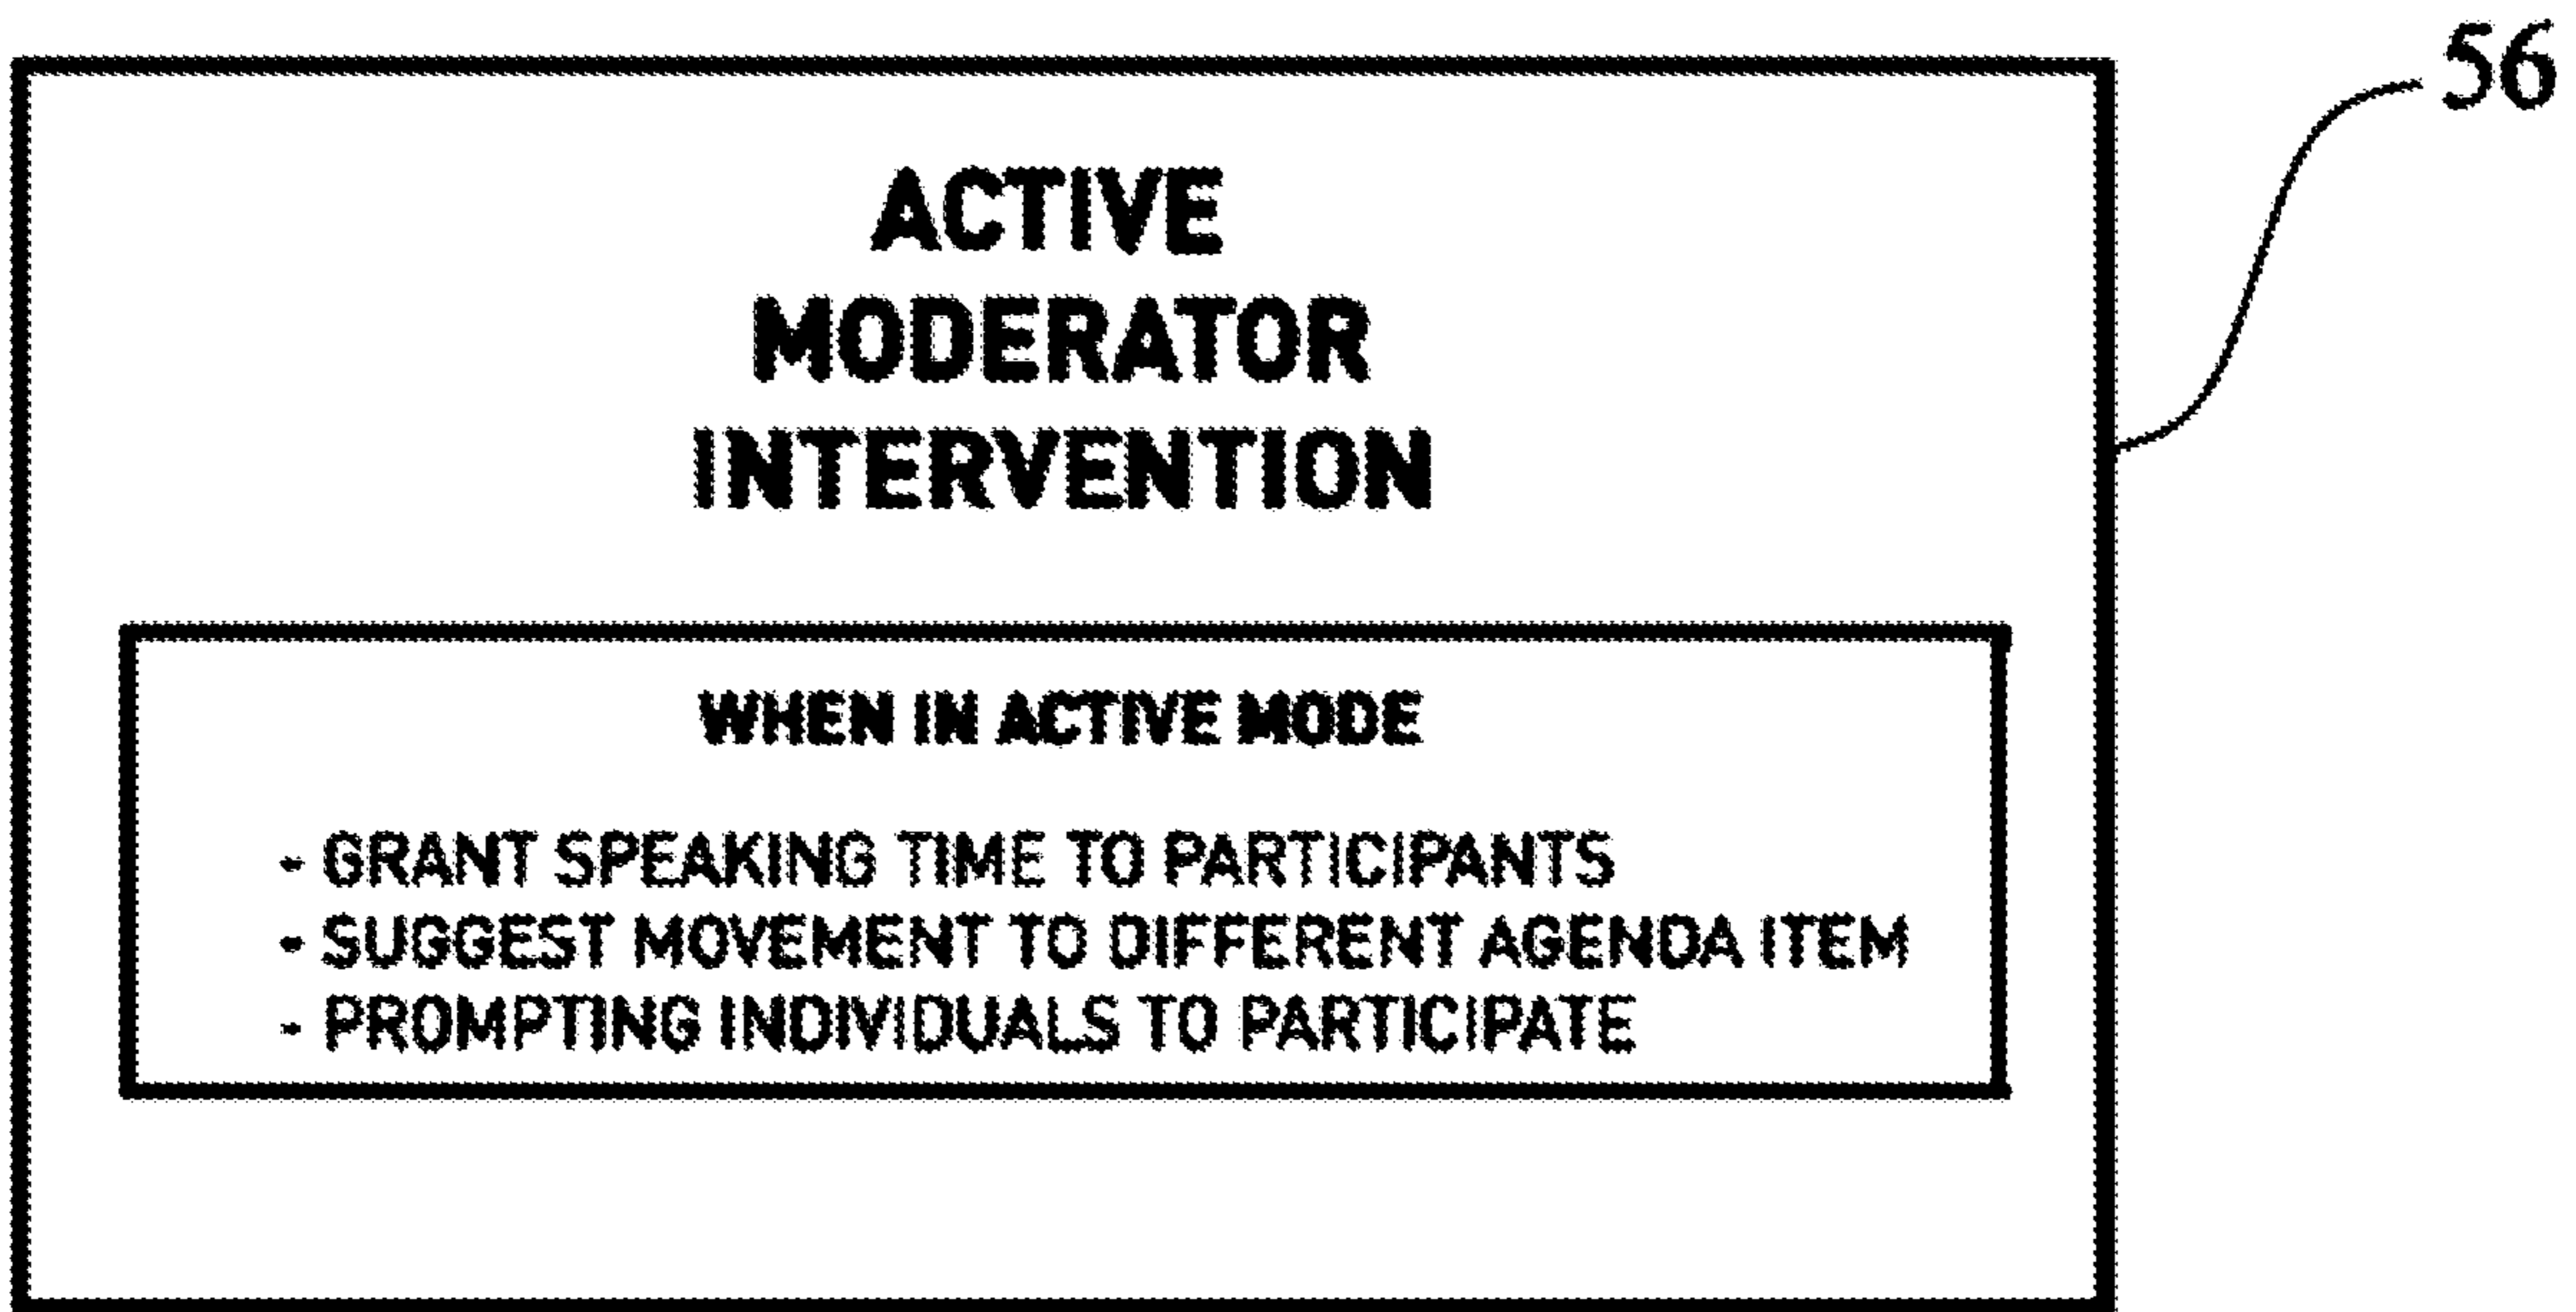 56
ACTIVE
MODERATOR
INTERVENTION
WHEN IN ACTIVE MODE
- GRANT SPEAKING TIME TO PARTICIPANTS
- SUGGEST MOVEMENT TO DIFFERENT AGENDA ITEM
- PROMPTING INDIVIDUALS TO PARTICIPATE